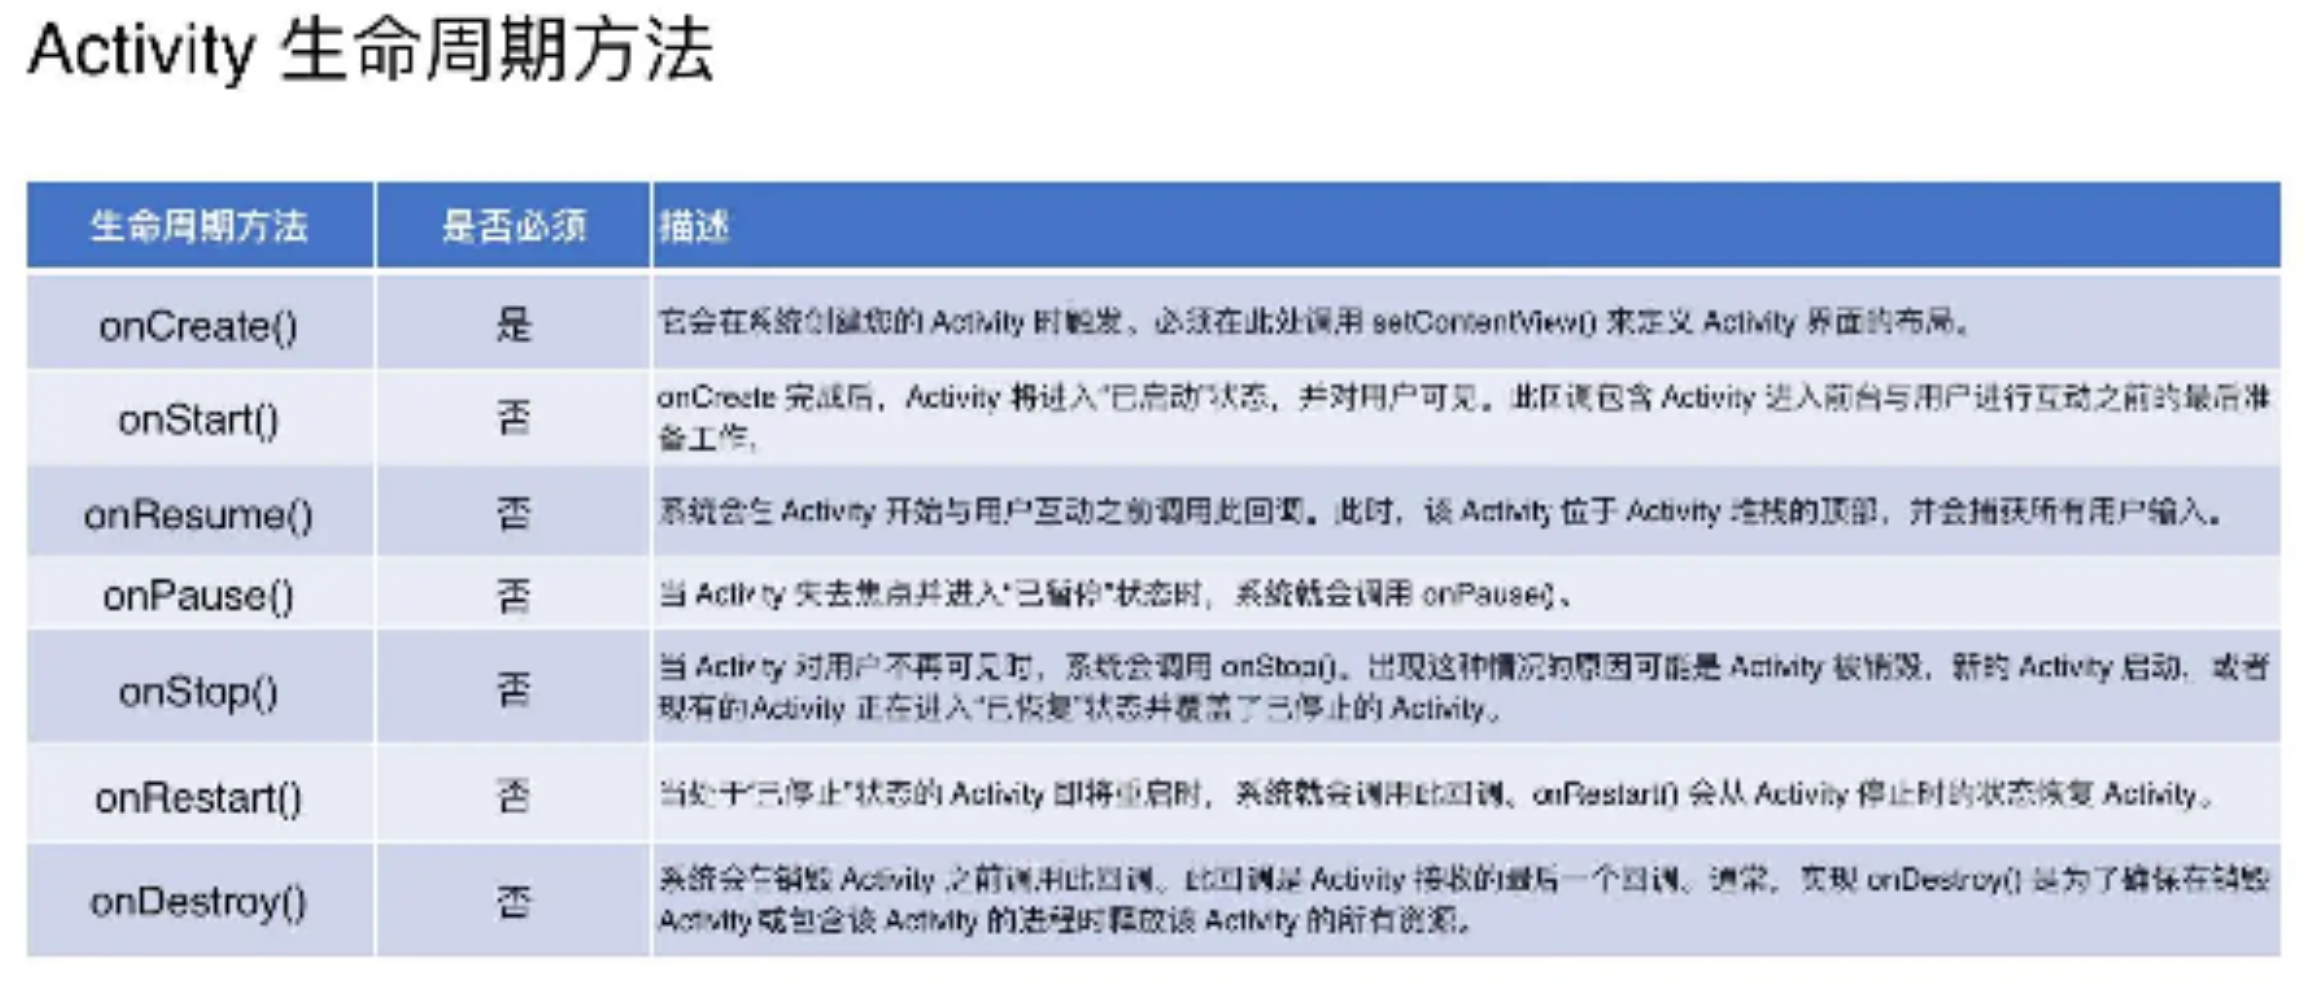 Activity 生命周期方法
生命周期方法 是否必须 描述
onCreate() 是 它会在系统创建您的 Activity 时触发。必须在此处调用 setContentView() 来定义 Activity 界面的布局。
onStart() 否 onCreate 完成后，Activity 将进入“已启动”状态，并对用户可见。此回调包含 Activity 进入前台与用户进行互动之前的最后准
备工作。
onResume() 否 系统会在 Activity 开始与用户互动之前调用此回调。此时，该 Activity 位于 Activity 堆栈的顶部，并会捕获所有用户输入。
onPause() 否 当 Activity 失去焦点并进入“已暂停”状态时，系统就会调用 onPause()。
onStop() 否 当 Activity 对用户不再可见时，系统会调用 onStop()。出现这种情况的原因可能是 Activity 被销毁，新的 Activity 启动，或者
现有的 Activity 正在进入“已恢复”状态并覆盖了已停止的 Activity。
onRestart() 否 当处于“已停止”状态的 Activity 即将重启时，系统就会调用此回调。onRestart() 会从 Activity 停止时的状态恢复 Activity。
onDestroy() 否 系统会在销毁 Activity 之前调用此回调。此回调是 Activity 接收的最后一个回调。通常，实现 onDestroy() 是为了确保在销毁
Activity 或包含该 Activity 的进程时释放该 Activity 的所有资源。